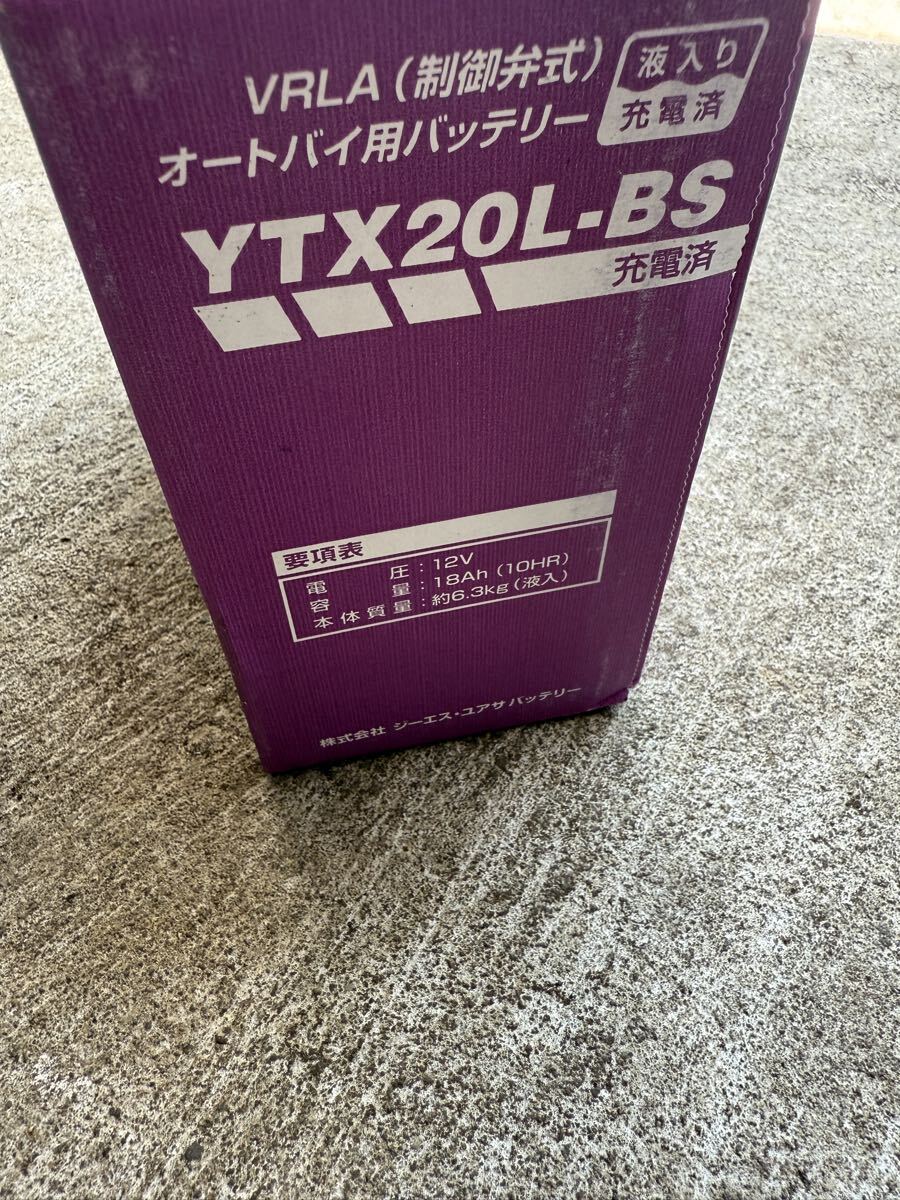 VRLA(制御弁式)
オートバイ用バッテリー
液入り
充電済
YTX20L-BS
充電済
要項表
電圧:12V
容量:18Ah(10HR)
本体質量:約6.3kg(液入)
株式会社 ジーエス・ユアサ バッテリー